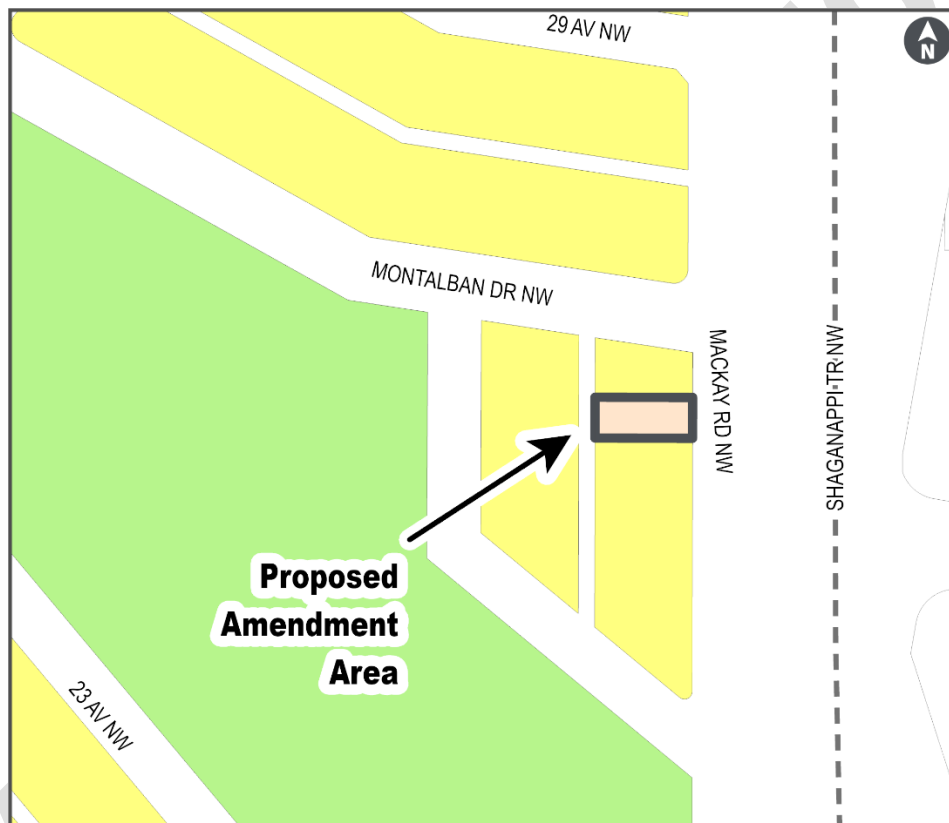 29 AV NW
N
MONTALBAN DR NW
MACKAY RD NW
SHAGANAPPI TR NW
Proposed
Amendment
Area
23 AV NW